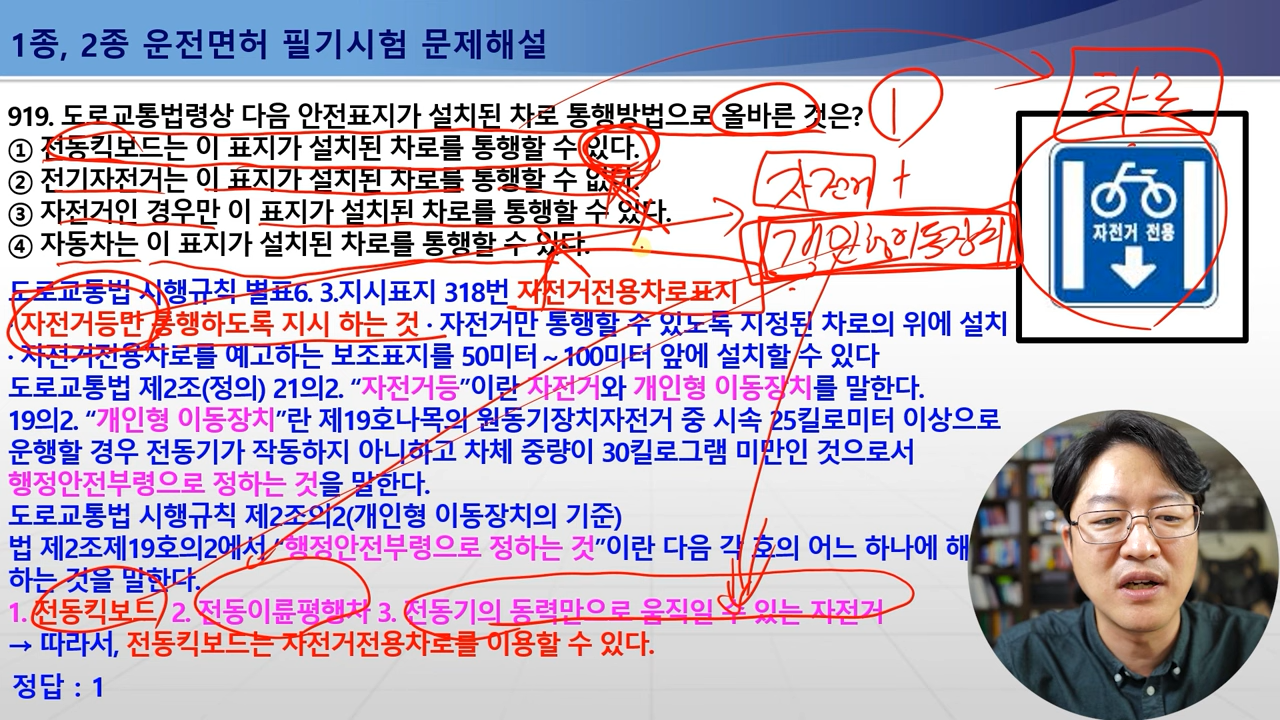 1종, 2종 운전면허 필기시험 문제해설
919. 도로교통법령상 다음 안전표지가 설치된 차로 통행방법으로 올바른 것은?
①
① 전동킥보드는 이 표지가 설치된 차로를 통행할 수 있다.
② 전기자전거는 이 표지가 설치된 차로를 통행할 수 없다.
③ 자전거인 경우만 이 표지가 설치된 차로를 통행할 수 있다.
④ 자동차는 이 표지가 설치된 차로를 통행할 수 있다.
차로
자전거 +
개인형이동장치
자전거 전용
도로교통법 시행규칙 별표6. 3.지시표지 318번 자전거전용차로표지
· 자전거등만 통행하도록 지시 하는 것 · 자전거만 통행할 수 있도록 지정된 차로의 위에 설치
· 자전거전용차로를 예고하는 보조표지를 50미터 ~ 100미터 앞에 설치할 수 있다
도로교통법 제2조(정의) 21의2. “자전거등”이란 자전거와 개인형 이동장치를 말한다.
19의2. “개인형 이동장치”란 제19호나목의 원동기장치자전거 중 시속 25킬로미터 이상으로
운행할 경우 전동기가 작동하지 아니하고 차체 중량이 30킬로그램 미만인 것으로서
행정안전부령으로 정하는 것을 말한다.
도로교통법 시행규칙 제2조의2(개인형 이동장치의 기준)
법 제2조제19호의2에서 “행정안전부령으로 정하는 것”이란 다음 각 호의 어느 하나에 해
하는 것을 말한다.
1. 전동킥보드 2. 전동이륜평행차 3. 전동기의 동력만으로 움직일 수 있는 자전거
→ 따라서, 전동킥보드는 자전거전용차로를 이용할 수 있다.
정답 : 1